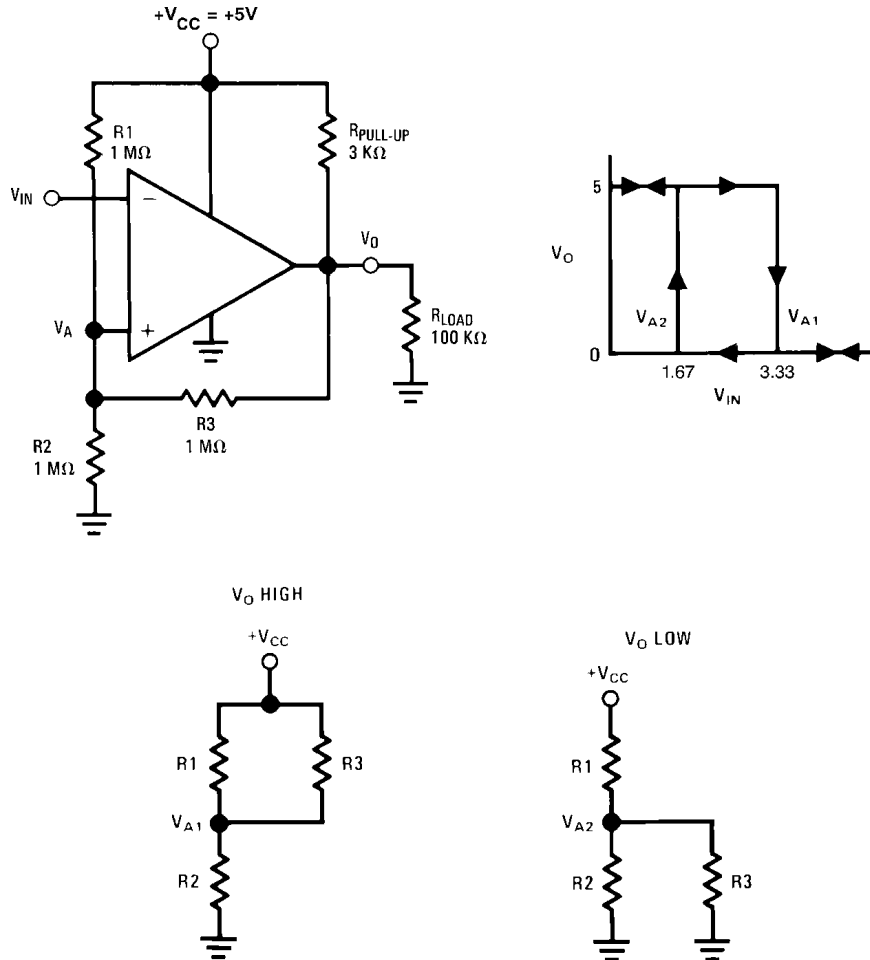 +VCC = +5V
R1
1 MΩ
RPULL-UP
3 KΩ
VIN
−
VO
VA
+
RLOAD
100 KΩ
R3
1 MΩ
R2
1 MΩ
5
VO
VA2
VA1
0
1.67
3.33
VIN
VO HIGH
+VCC
R1
R3
VA1
R2
VO LOW
+VCC
R1
VA2
R2
R3